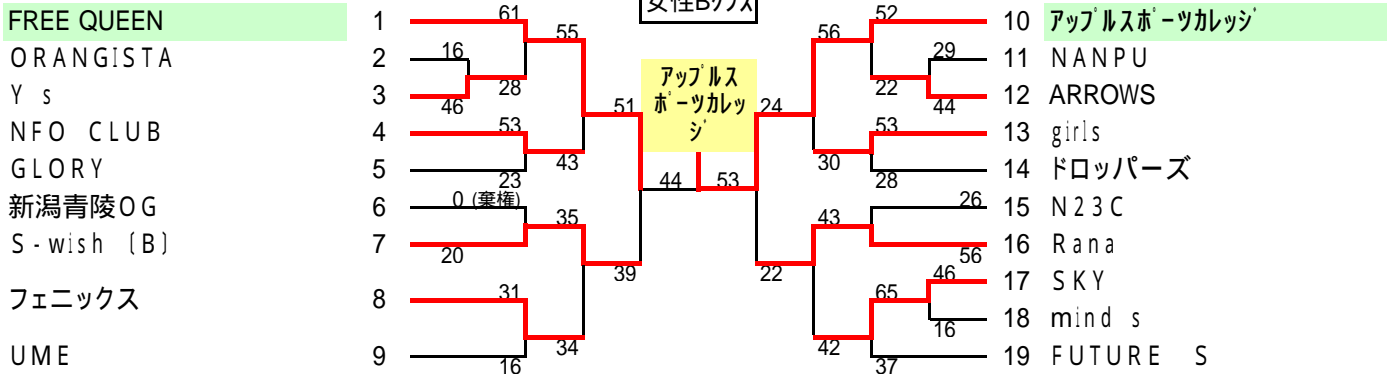 女性Bクラス
FREE QUEEN 1
ORANGISTA 2
Y s 3
NFO CLUB 4
GLORY 5
新潟青陵OG 6
S-wish (B) 7
フェニックス 8
UME 9
61
16
46
28
55
53
23
43
51
0 (棄権)
20
35
31
16
34
39
44
アップルス
ポーツカレッ
ジ
53
24
56
52
29
44
22
53
28
30
26
56
43
46
16
65
37
42
22
10 アップルスポーツカレッジ
11 NANPU
12 ARROWS
13 girls
14 ドロッパーズ
15 N23C
16 Rana
17 SKY
18 mind s
19 FUTURE S